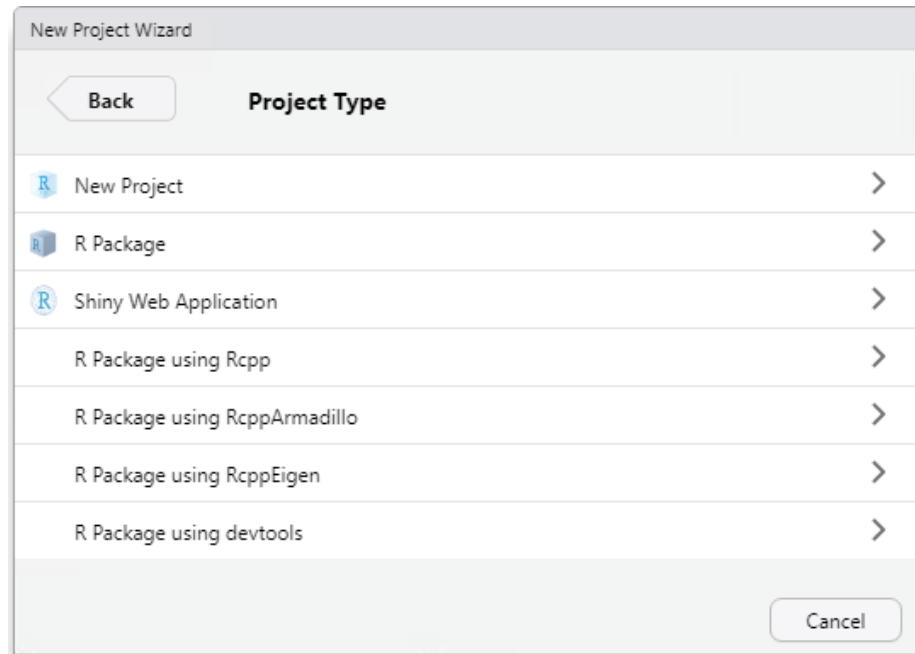 New Project Wizard
Back
Project Type
R New Project
R R Package
R Shiny Web Application
R Package using Rcpp
R Package using RcppArmadillo
R Package using RcppEigen
R Package using devtools
Cancel